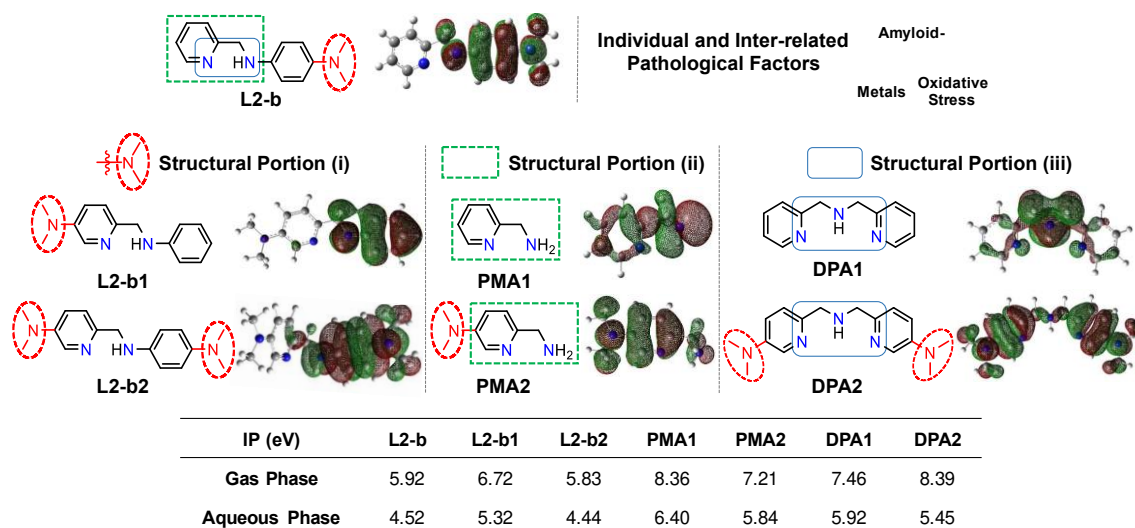 N
HN
N
L2-b
Individual and Inter-related
Pathological Factors
Amyloid-
Metals
Oxidative
Stress
N
Structural Portion (i)
Structural Portion (ii)
Structural Portion (iii)
N
N
HN
L2-b1
N
NH2
PMA1
N
N
H
N
DPA1
N
N
HN
N
L2-b2
N
N
NH2
PMA2
N
N
N
H
N
N
DPA2
IP (eV) L2-b L2-b1 L2-b2 PMA1 PMA2 DPA1 DPA2
Gas Phase 5.92 6.72 5.83 8.36 7.21 7.46 8.39
Aqueous Phase 4.52 5.32 4.44 6.40 5.84 5.92 5.45